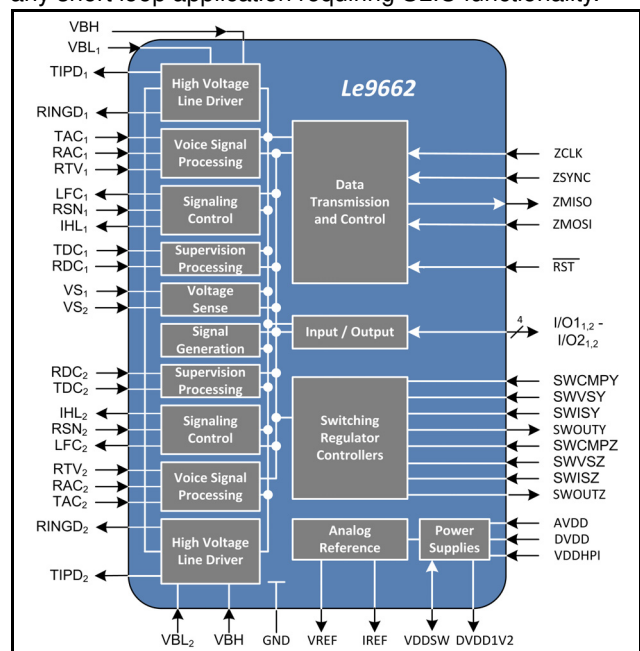 any short loop application requiring SLIC functionality.
VBH
VBL1
TIPD1
RINGD1
TAC1
RAC1
RTV1
LFC1
RSN1
IHL1
TDC1
RDC1
VS1
VS2
RDC2
TDC2
IHL2
RSN2
LFC2
RTV2
RAC2
TAC2
RINGD2
TIPD2
High Voltage
Line Driver
Voice Signal
Processing
Signaling
Control
Supervision
Processing
Voltage
Sense
Signal
Generation
Supervision
Processing
Signaling
Control
Voice Signal
Processing
High Voltage
Line Driver
Le9662
Data
Transmission
and Control
Input / Output
Switching
Regulator
Controllers
Analog
Reference
Power
Supplies
ZCLK
ZSYNC
ZMISO
ZMOSI
RST
4
I/O11,2 -
I/O21,2
SWCMPY
SWVSY
SWISY
SWOUTY
SWCMPZ
SWVSZ
SWISZ
SWOUTZ
AVDD
DVDD
VDDHPI
VBL2
VBH
GND
VREF
IREF
VDDSW
DVDD1V2